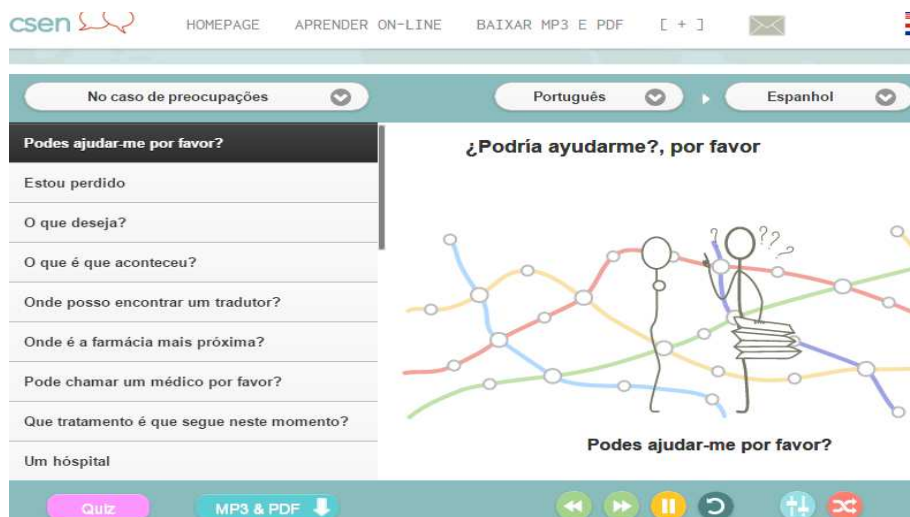 csen
HOMEPAGE APRENDER ON-LINE BAIXAR MP3 E PDF [ + ]
No caso de preocupações Português Espanhol
Podes ajudar-me por favor?
¿Podría ayudarme?, por favor
Estou perdido
O que deseja?
O que é que aconteceu?
Onde posso encontrar um tradutor?
Onde é a farmácia mais próxima?
Pode chamar um médico por favor?
Que tratamento é que segue neste momento?
Um hóspital
? ???
Podes ajudar-me por favor?
Quiz MP3 & PDF